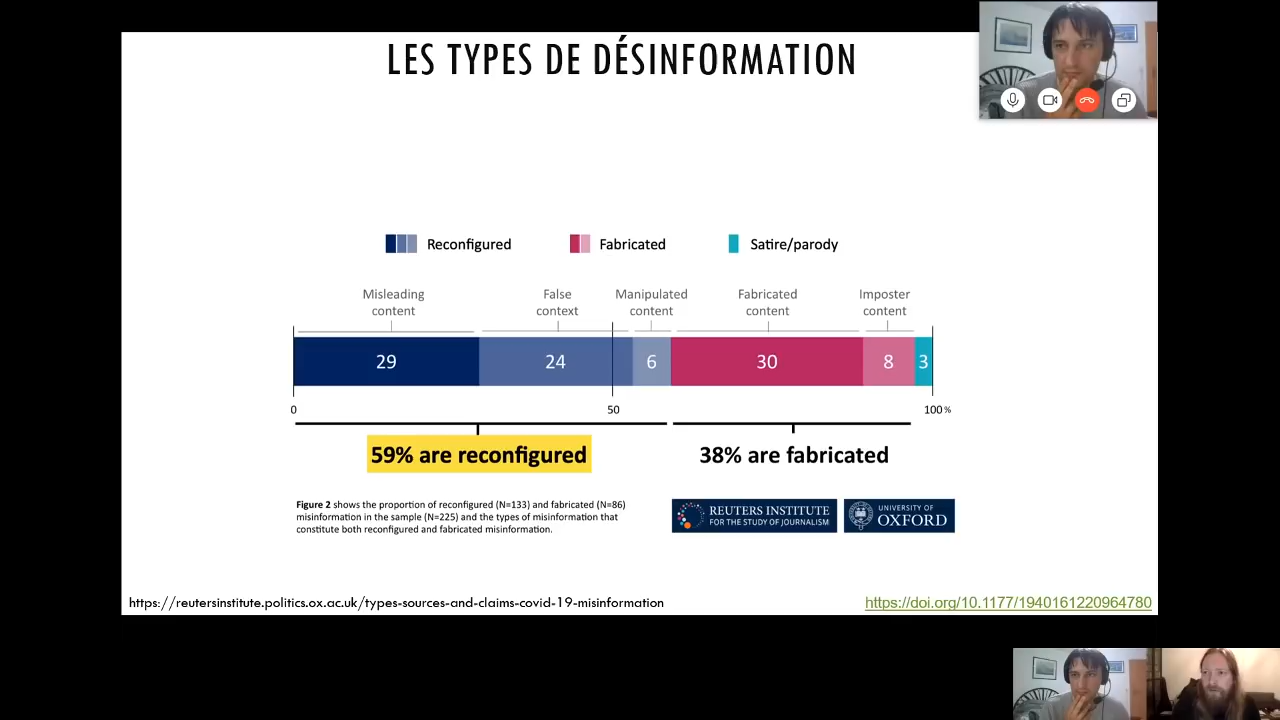 LES TYPES DE DÉSINFORMATION
Reconfigured
Fabricated
Satire/parody
Misleading
content
False
context
Manipulated
content
Fabricated
content
Imposter
content
29
24
6
30
8
3
0
50
100 %
59% are reconfigured
38% are fabricated
Figure 2 shows the proportion of reconfigured (N=133) and fabricated (N=86)
misinformation in the sample (N=225) and the types of misinformation that
constitute both reconfigured and fabricated misinformation.
REUTERS INSTITUTE
FOR THE STUDY OF JOURNALISM
UNIVERSITY OF
OXFORD
https://reutersinstitute.politics.ox.ac.uk/types-sources-and-claims-covid-19-misinformation
https://doi.org/10.1177/1940161220964780